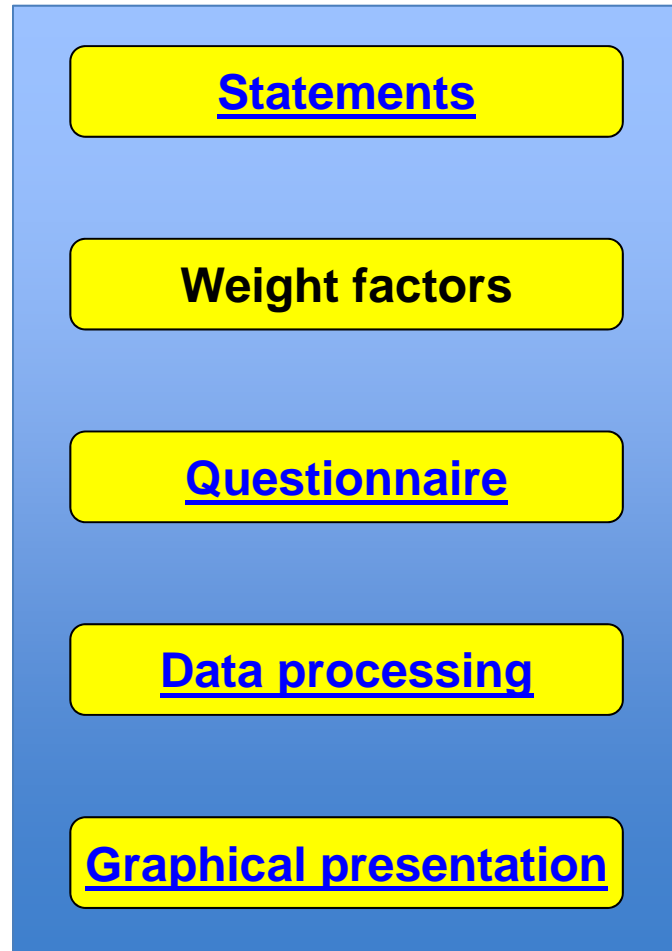 Statements
Weight factors
Questionnaire
Data processing
Graphical presentation